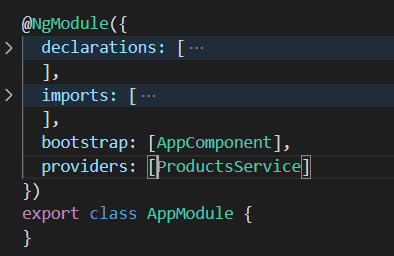 @NgModule({
declarations: [ ⋯
],
imports: [ ⋯
],
bootstrap: [AppComponent],
providers: [ProductsService]
})
export class AppModule {
}